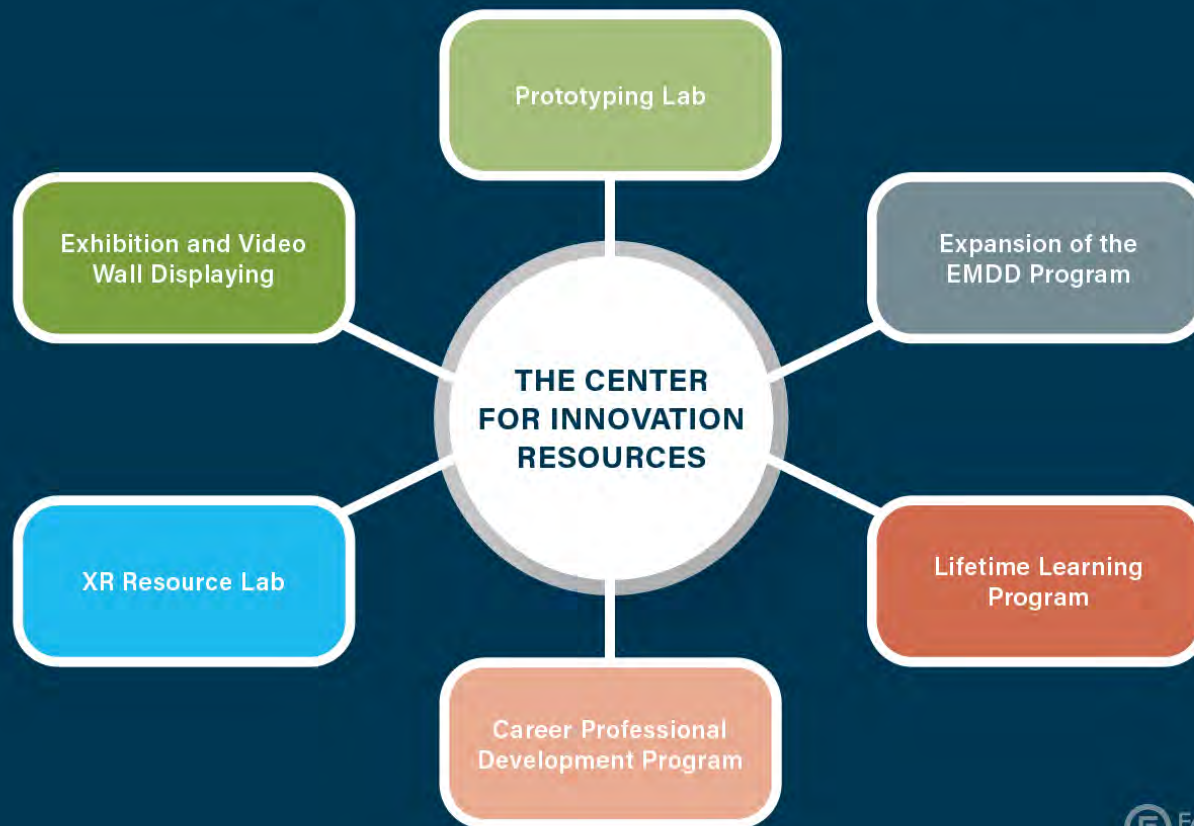 Prototyping Lab
Exhibition and Video
Wall Displaying
Expansion of the
EMDD Program
THE CENTER
FOR INNOVATION
RESOURCES
XR Resource Lab
Lifetime Learning
Program
Career Professional
Development Program